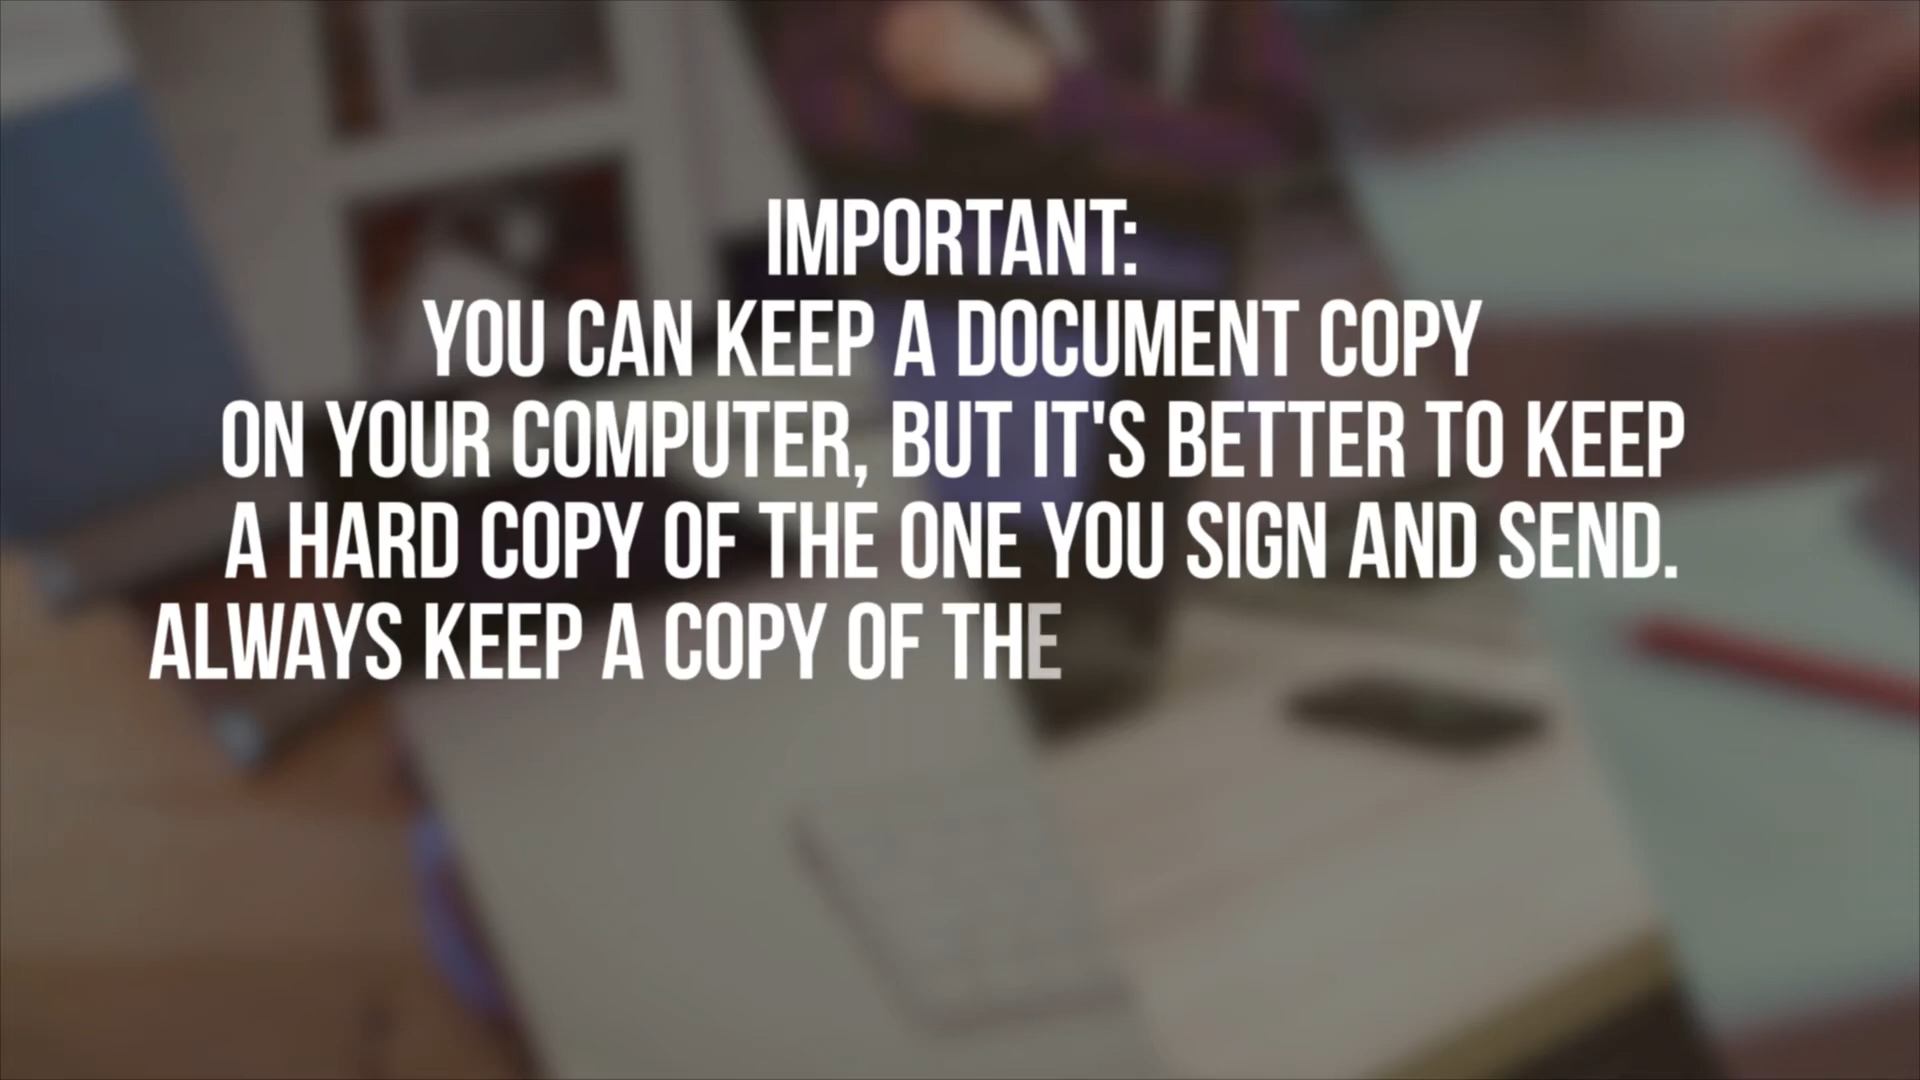 IMPORTANT:
YOU CAN KEEP A DOCUMENT COPY
ON YOUR COMPUTER, BUT IT'S BETTER TO KEEP
A HARD COPY OF THE ONE YOU SIGN AND SEND.
ALWAYS KEEP A COPY OF THE